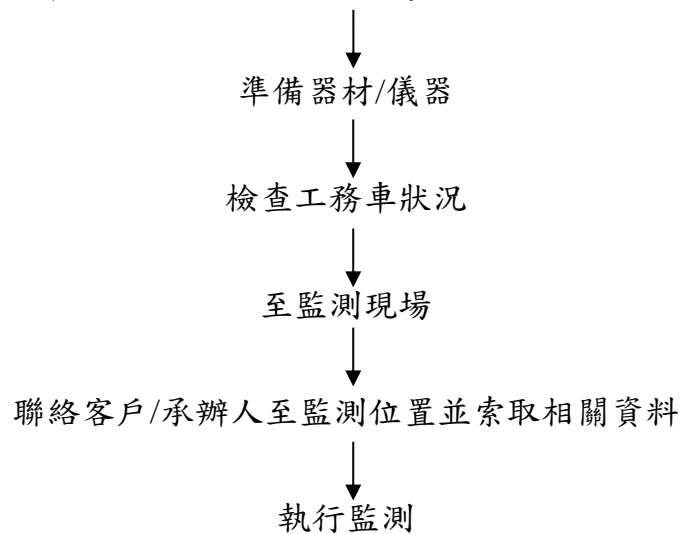 準備器材/儀器
檢查工務車狀況
至監測現場
聯絡客戶/承辦人至監測位置並索取相關資料
執行監測